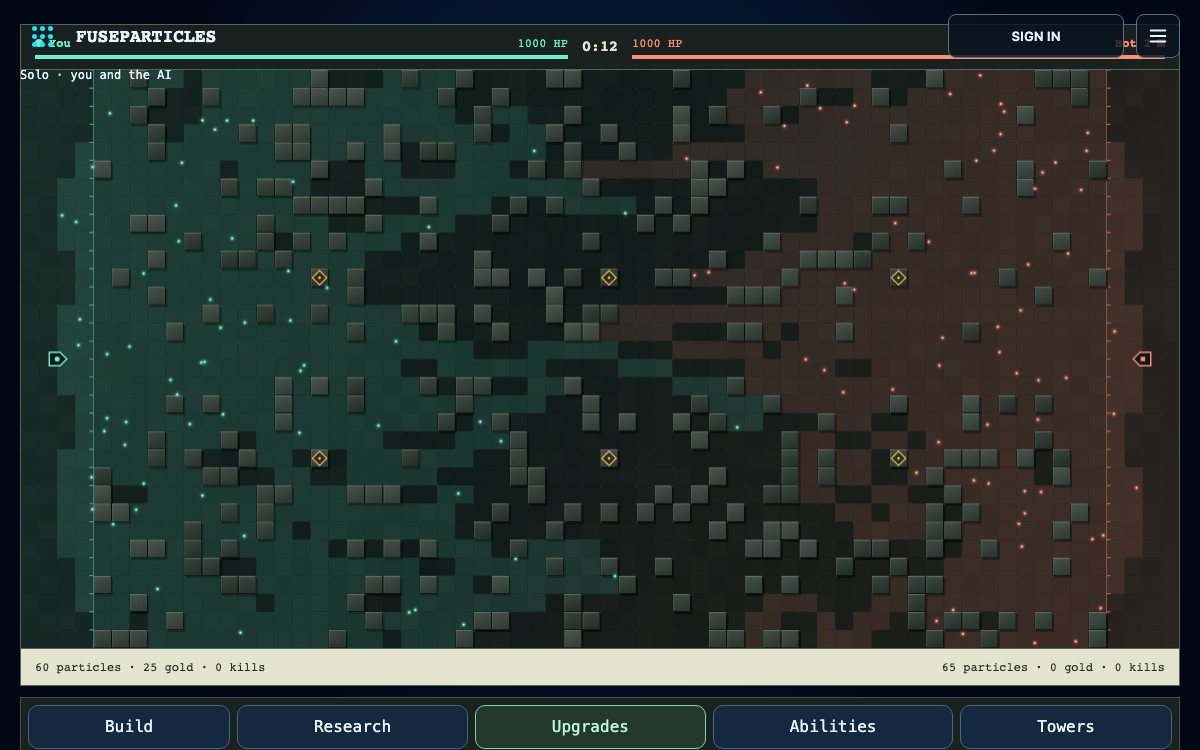 FUSEPARTICLES
You
1000 HP
0:12
1000 HP
SIGN IN
Solo · you and the AI
60 particles · 25 gold · 0 kills
65 particles · 0 gold · 0 kills
Build
Research
Upgrades
Abilities
Towers